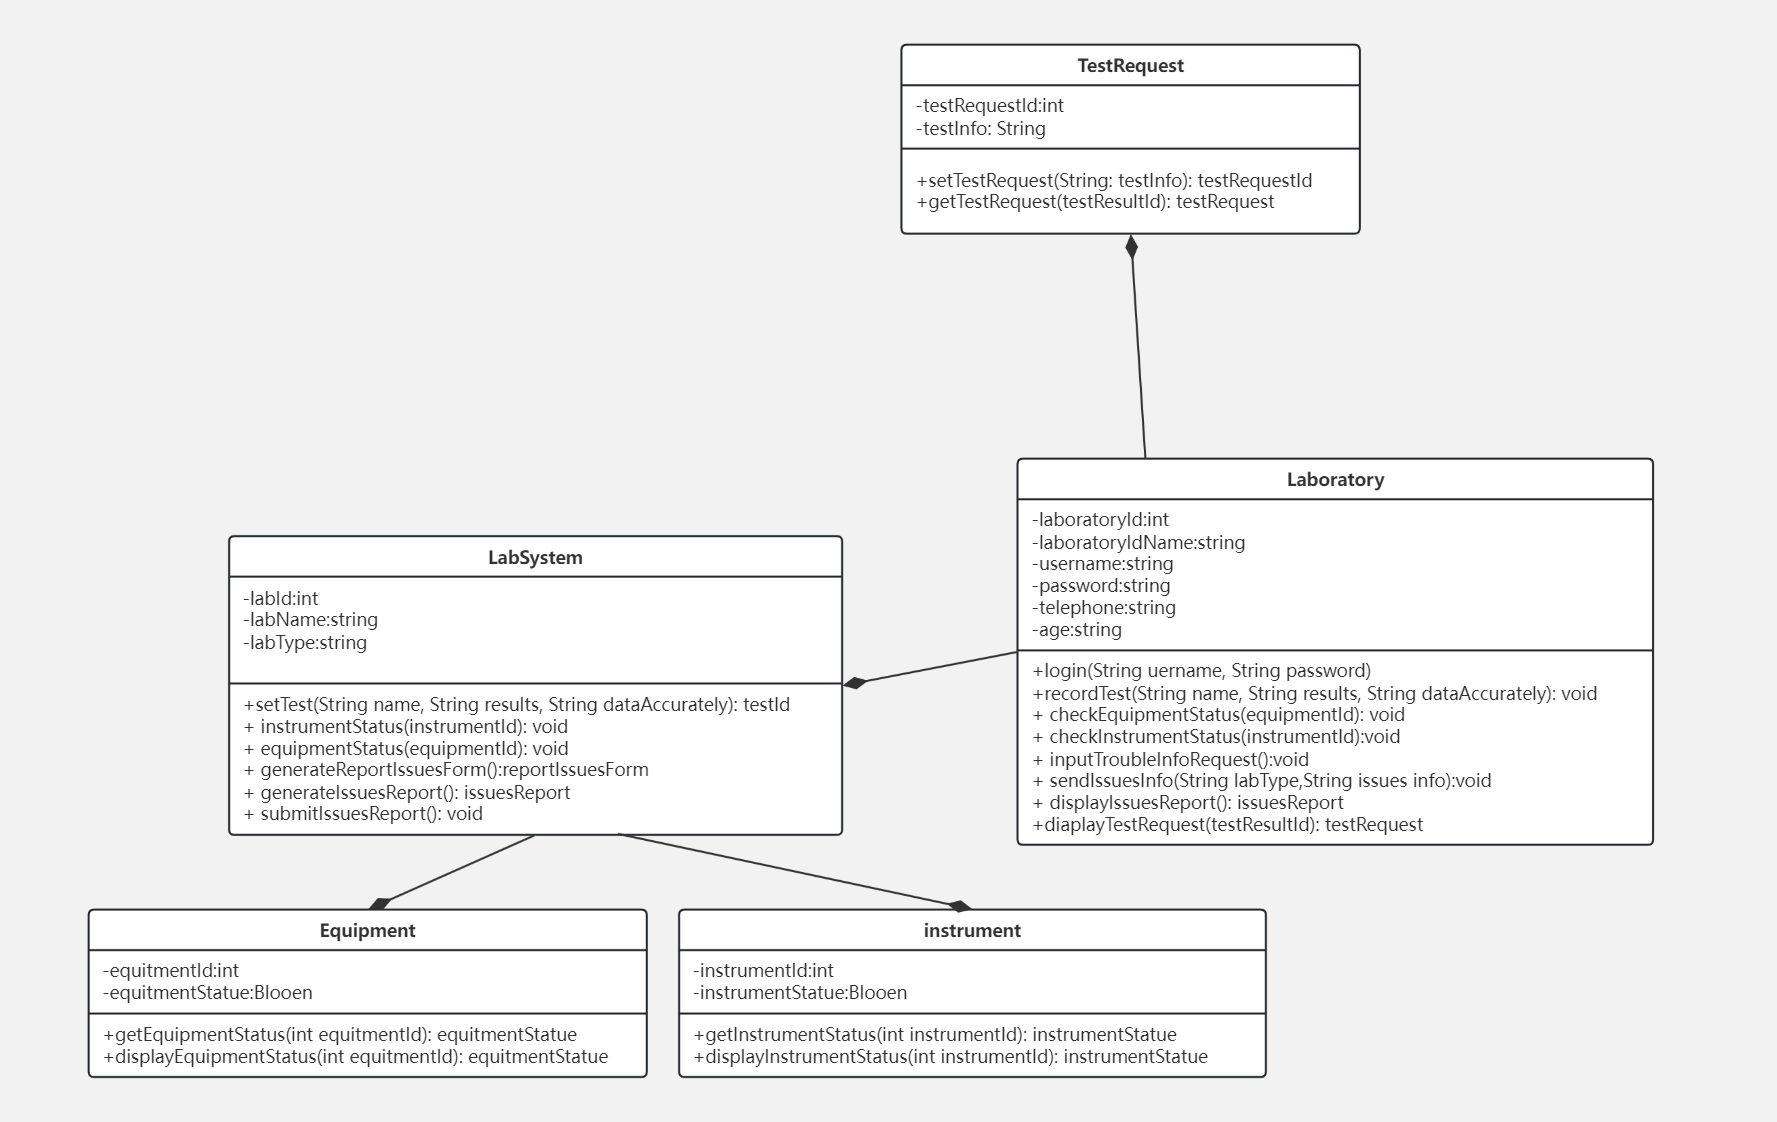 TestRequest
-testRequestId:int
-testInfo: String
+setTestRequest(String: testInfo): testRequestId
+getTestRequest(testResultId): testRequest
Laboratory
-laboratoryId:int
-laboratoryIdName:string
-username:string
-password:string
-telephone:string
-age:string
+login(String uername, String password)
+recordTest(String name, String results, String dataAccurately): void
+ checkEquipmentStatus(equipmentId): void
+ checkInstrumentStatus(instrumentId):void
+ inputTroubleInfoRequest():void
+ sendIssuesInfo(String labType,String issues info):void
+ displayIssuesReport(): issuesReport
+diaplayTestRequest(testResultId): testRequest
LabSystem
-labId:int
-labName:string
-labType:string
+setTest(String name, String results, String dataAccurately): testId
+ instrumentStatus(instrumentId): void
+ equipmentStatus(equipmentId): void
+ generateReportIssuesForm():reportIssuesForm
+ generateIssuesReport(): issuesReport
+ submitIssuesReport(): void
Equipment
-equitmentId:int
-equitmentStatue:Blooen
+getEquipmentStatus(int equitmentId): equitmentStatue
+displayEquipmentStatus(int equitmentId): equitmentStatue
instrument
-instrumentId:int
-instrumentStatue:Blooen
+getInstrumentStatus(int instrumentId): instrumentStatue
+displayInstrumentStatus(int instrumentId): instrumentStatue